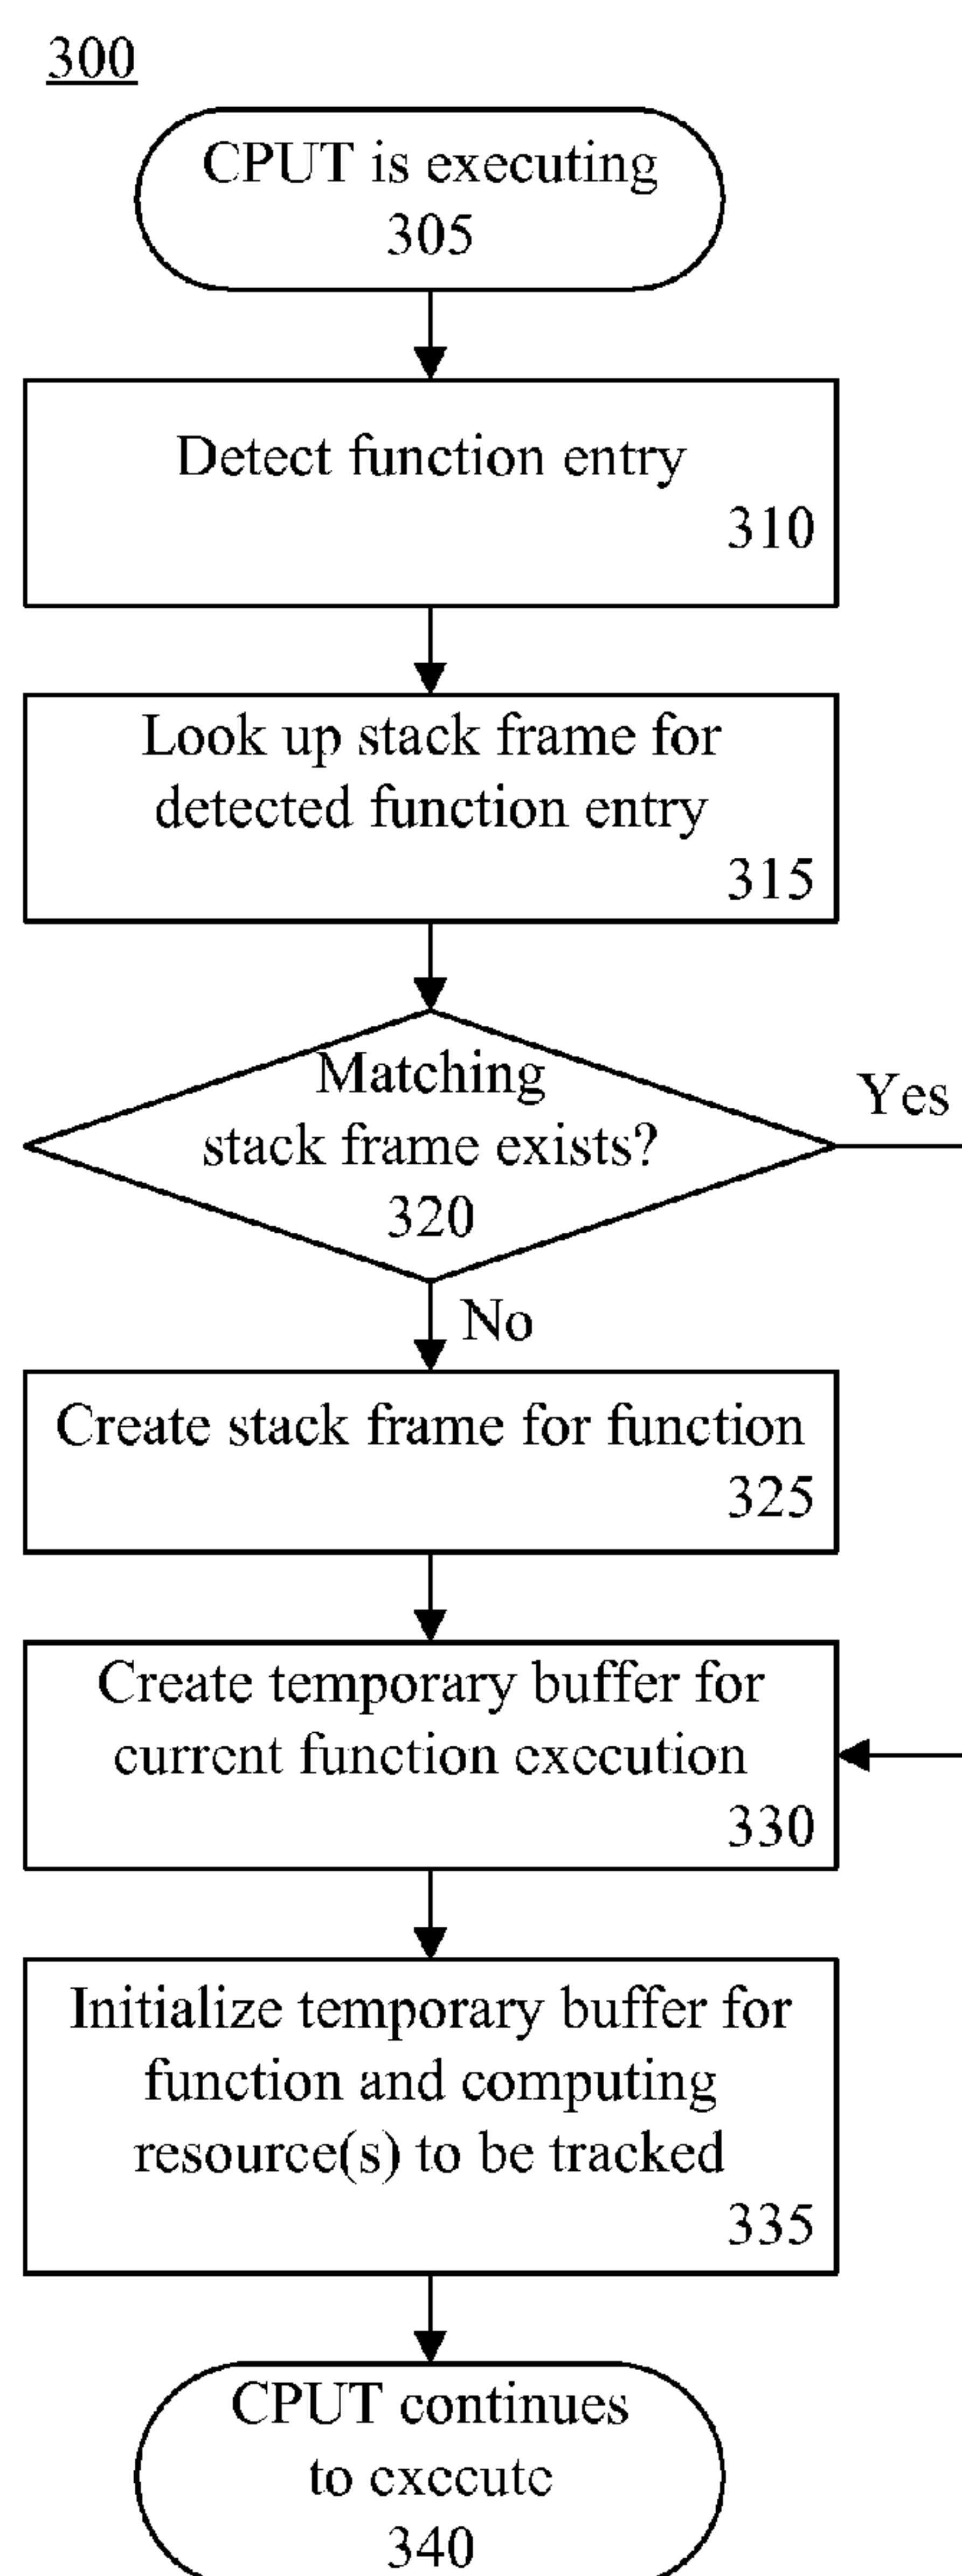 300
CPUT is executing
305
Detect function entry
310
Look up stack frame for
detected function entry
315
Matching
stack frame exists?
320
Yes
No
Create stack frame for function
325
Create temporary buffer for
current function execution
330
Initialize temporary buffer for
function and computing
resource(s) to be tracked
335
CPUT continues
to execute
340